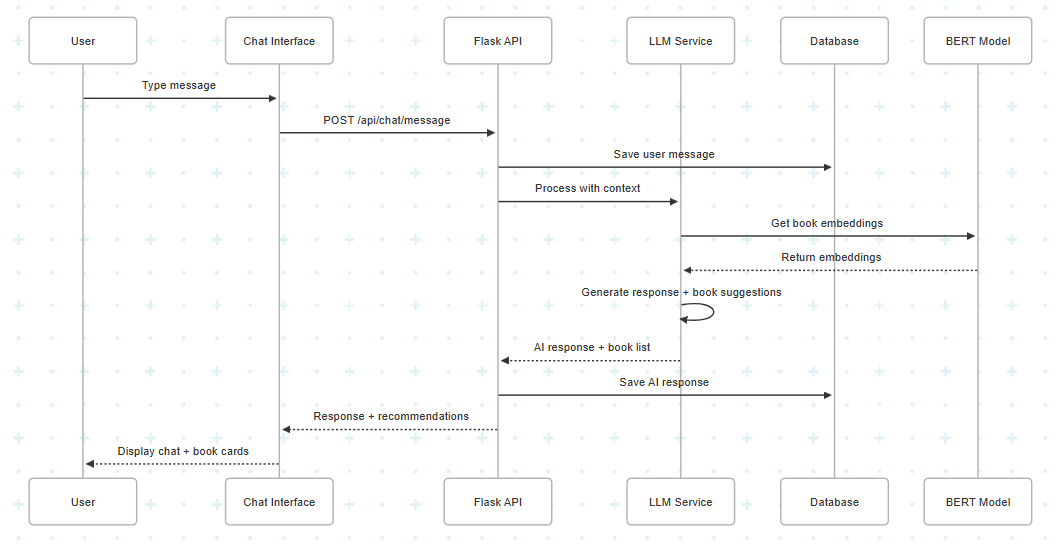 User
Chat Interface
Flask API
LLM Service
Database
BERT Model
Type message
POST /api/chat/message
Save user message
Process with context
Get book embeddings
Return embeddings
Generate response + book suggestions
AI response + book list
Save AI response
Response + recommendations
Display chat + book cards
User
Chat Interface
Flask API
LLM Service
Database
BERT Model